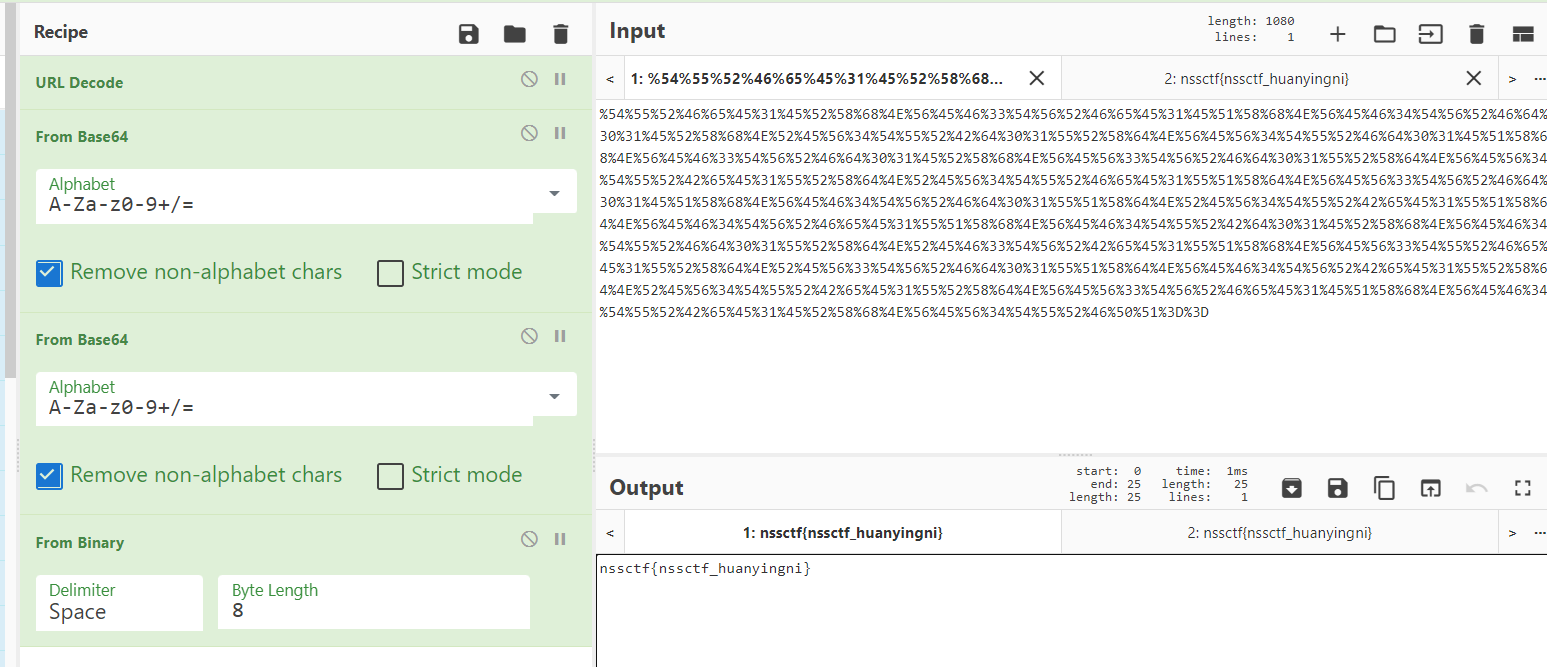 Recipe
URL Decode
From Base64
Alphabet
A-Za-z0-9+/=
Remove non-alphabet chars
Strict mode
From Base64
Alphabet
A-Za-z0-9+/=
Remove non-alphabet chars
Strict mode
From Binary
Delimiter
Space
Byte Length
8
Input
length: 1080
lines: 1
1: %54%55%52%46%65%45%31%45%52%58%68...
2: nssctf{nssctf_huanyingni}
%54%55%52%46%65%45%31%45%52%58%68%4E%56%45%46%33%54%56%52%46%65%45%31%45%51%58%68%4E%56%45%46%34%54%56%52%46%64%
30%31%45%52%58%68%4E%52%45%56%34%54%55%52%42%64%30%31%55%52%58%64%4E%56%45%56%34%54%55%52%46%64%30%31%45%51%58%6
8%4E%56%45%46%33%54%56%52%46%64%30%31%45%52%58%68%4E%56%45%56%33%54%56%52%46%64%30%31%55%52%58%64%4E%56%45%56%34
%54%55%52%42%65%45%31%55%52%58%64%4E%52%45%56%34%54%55%52%46%65%45%31%55%51%58%64%4E%56%45%56%33%54%56%52%46%64%
30%31%45%51%58%68%4E%56%45%46%34%54%56%52%46%64%30%31%55%51%58%64%4E%52%45%56%34%54%55%52%42%65%45%31%55%51%58%6
4%4E%56%45%46%34%54%56%52%42%65%45%31%55%51%58%68%4E%56%45%46%34%54%55%52%42%64%30%31%45%52%58%68%4E%56%45%46%34
%54%55%52%46%64%30%31%55%52%58%64%4E%52%45%46%33%54%56%52%42%65%45%31%55%51%58%68%4E%56%45%56%33%54%55%52%46%65%
45%31%55%52%58%64%4E%52%45%56%33%54%56%52%46%64%30%31%55%51%58%64%4E%56%45%46%34%54%56%52%42%65%45%31%55%52%58%6
4%4E%52%45%56%34%54%55%52%42%65%45%31%55%52%58%64%4E%56%45%56%33%54%56%52%46%65%45%31%45%51%58%68%4E%56%45%46%34
%54%55%52%42%65%45%31%45%52%58%68%4E%56%45%56%34%54%55%52%46%50%51%3D%3D
Output
start: 0
end: 25
length: 25
time: 1ms
length: 25
lines: 1
1: nssctf{nssctf_huanyingni}
2: nssctf{nssctf_huanyingni}
nssctf{nssctf_huanyingni}